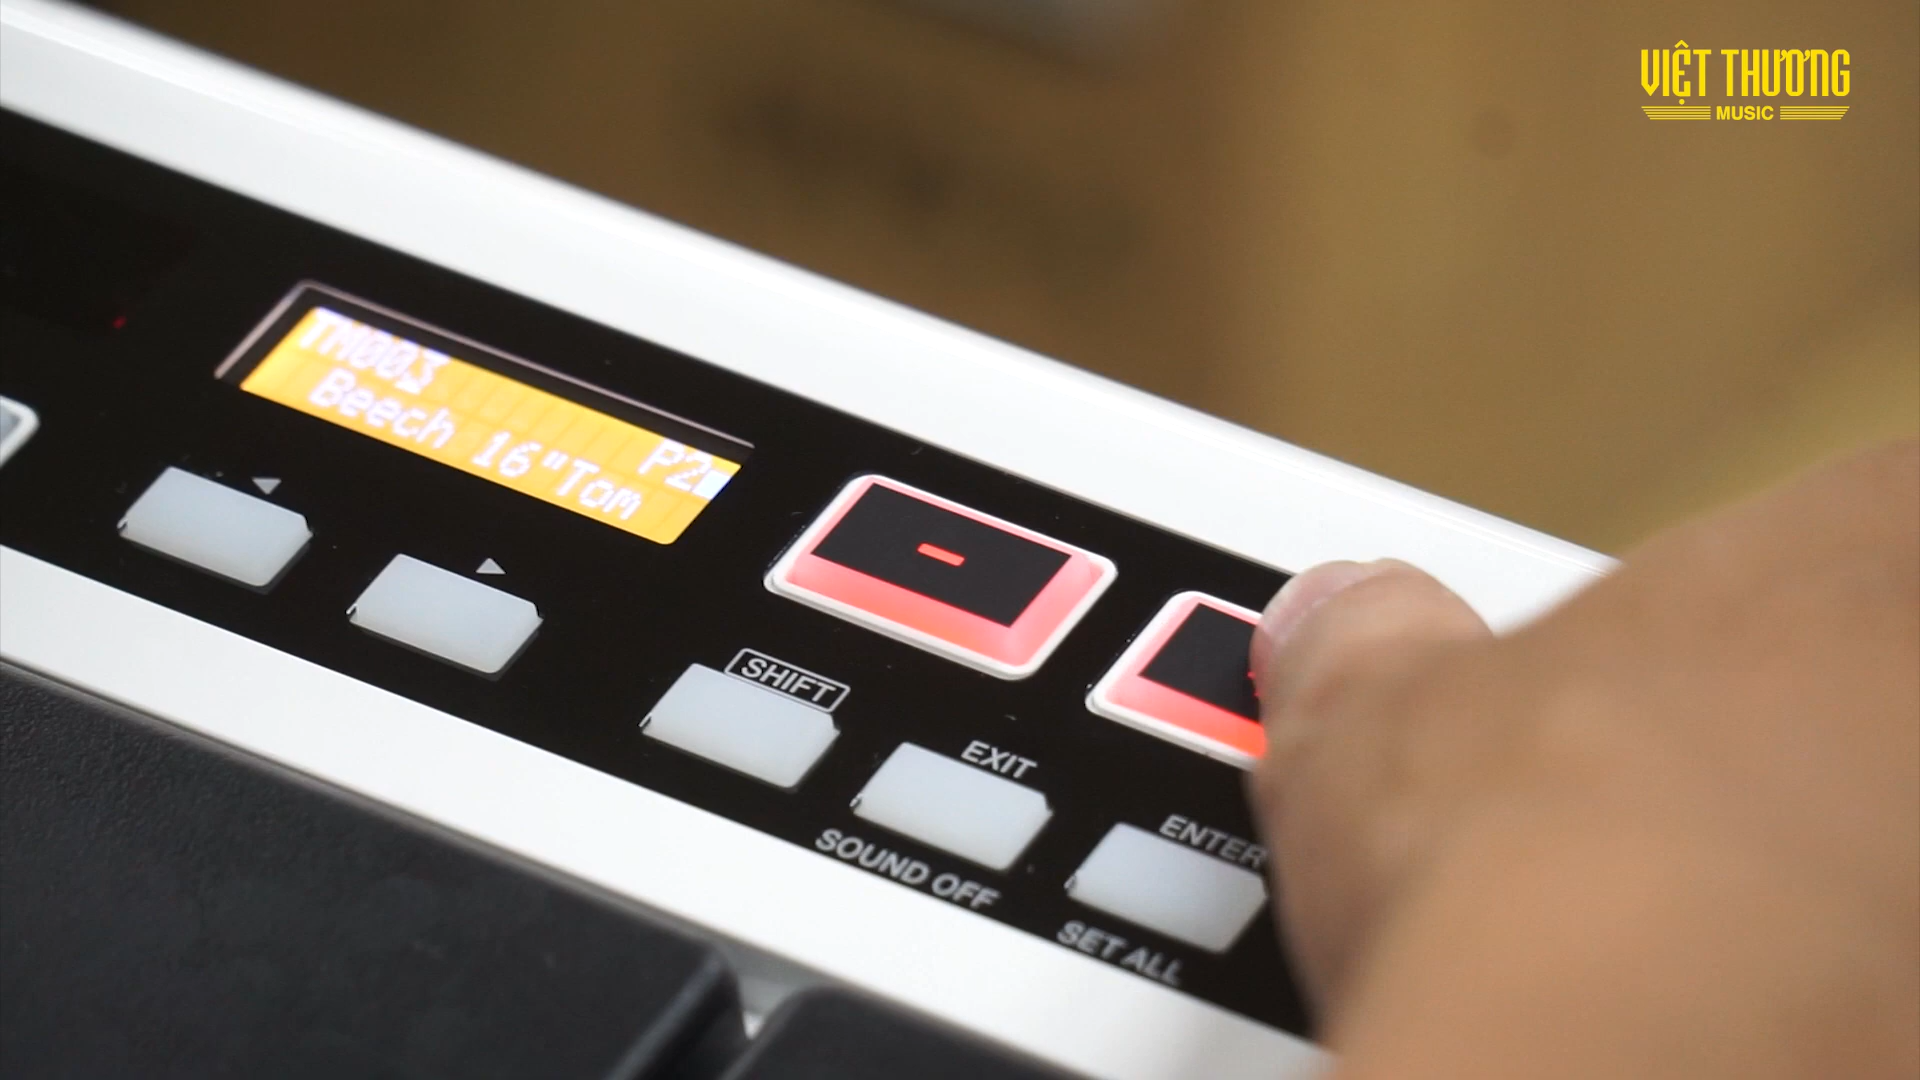 VIỆT THƯƠNG
MUSIC
TM003
P2
Beech 16"Tom
-
SHIFT
EXIT
SOUND OFF
ENTER
SET ALL